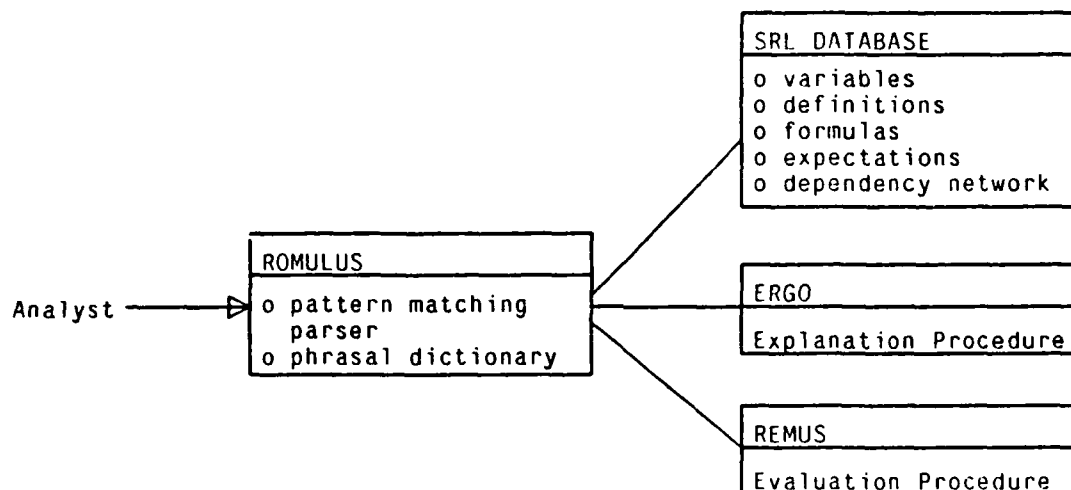 SRL DATABASE
o variables
o definitions
o formulas
o expectations
o dependency network
ROMULUS
Analyst
o pattern matching
parser
o phrasal dictionary
ERGO
Explanation Procedure
REMUS
Evaluation Procedure